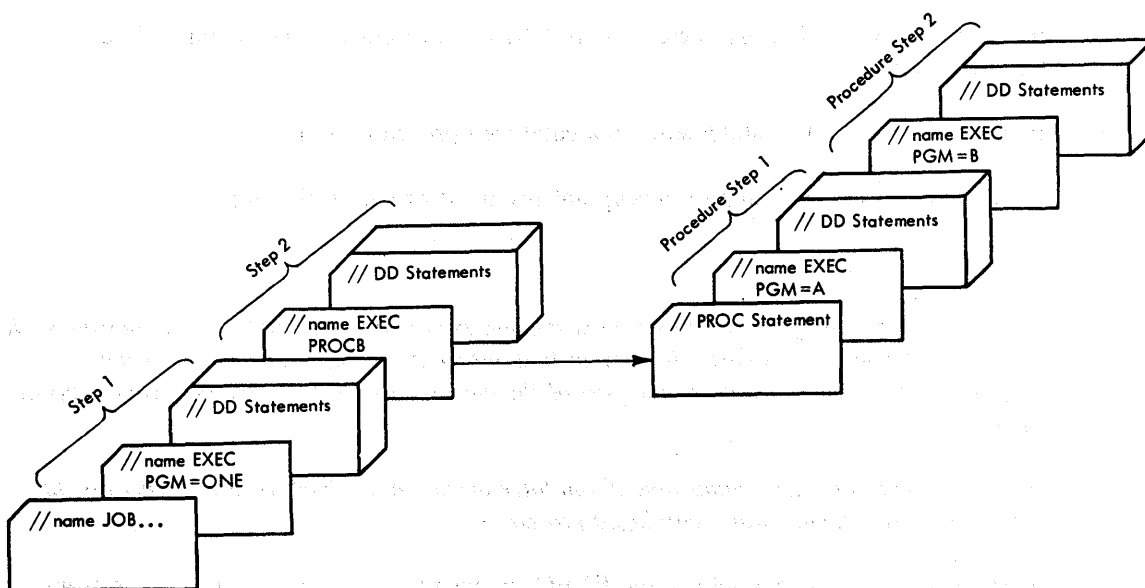 Procedure Step 2
// DD Statements
// name EXEC
PGM=B
Procedure Step 1
// DD Statements
// name EXEC
PGM=A
// PROC Statement
Step 2
// DD Statements
// name EXEC
PROCB
Step 1
// DD Statements
// name EXEC
PGM=ONE
// name JOB...